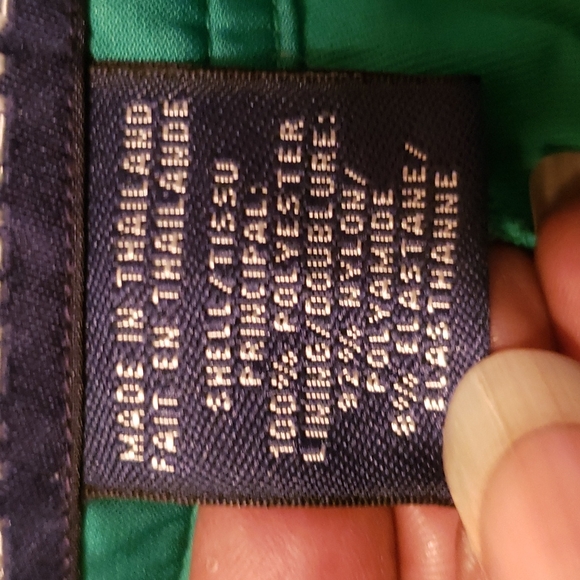 MADE IN THAILAND
FAIT EN THAILANDE
SHELL/TISSU
PRINCIPAL:
100% POLYESTER
LINING/DOUBLURE:
92% NYLON/
POLYAMIDE
8% ELASTANE/
ELASTHANNE